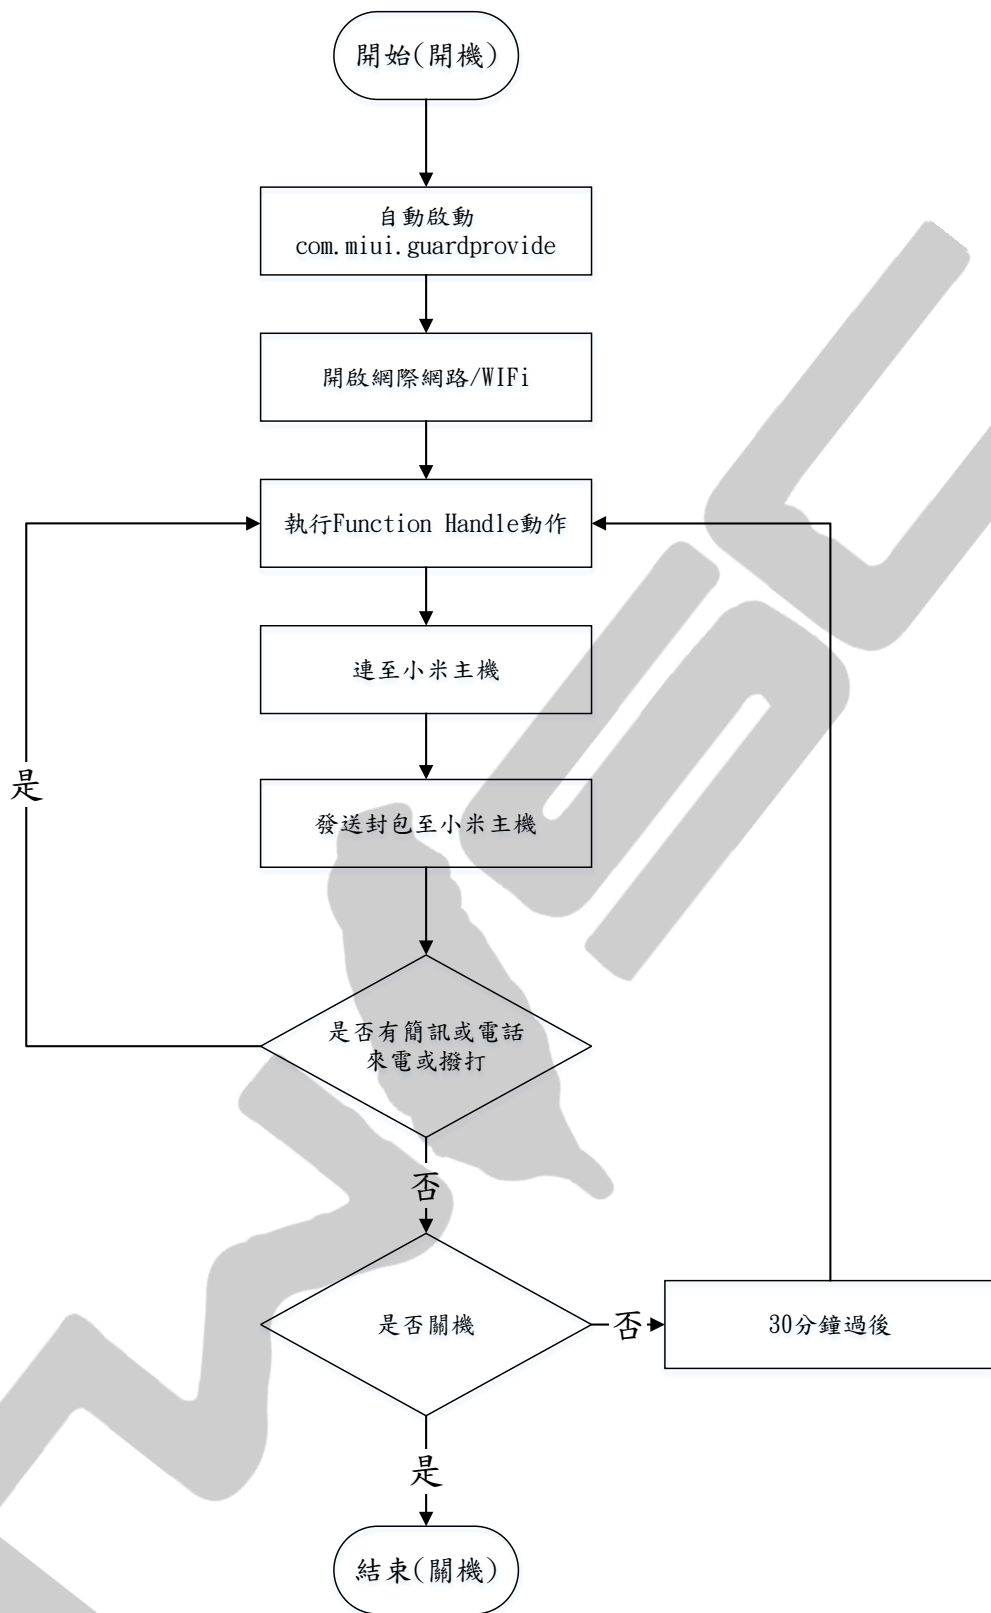 開始(開機)
自動啟動
com.miui.guardprovide
開啟網際網路/WIFi
執行Function Handle動作
連至小米主機
是
發送封包至小米主機
是否有簡訊或電話
來電或撥打
否
是否關機
否
30分鐘過後
是
結束(關機)